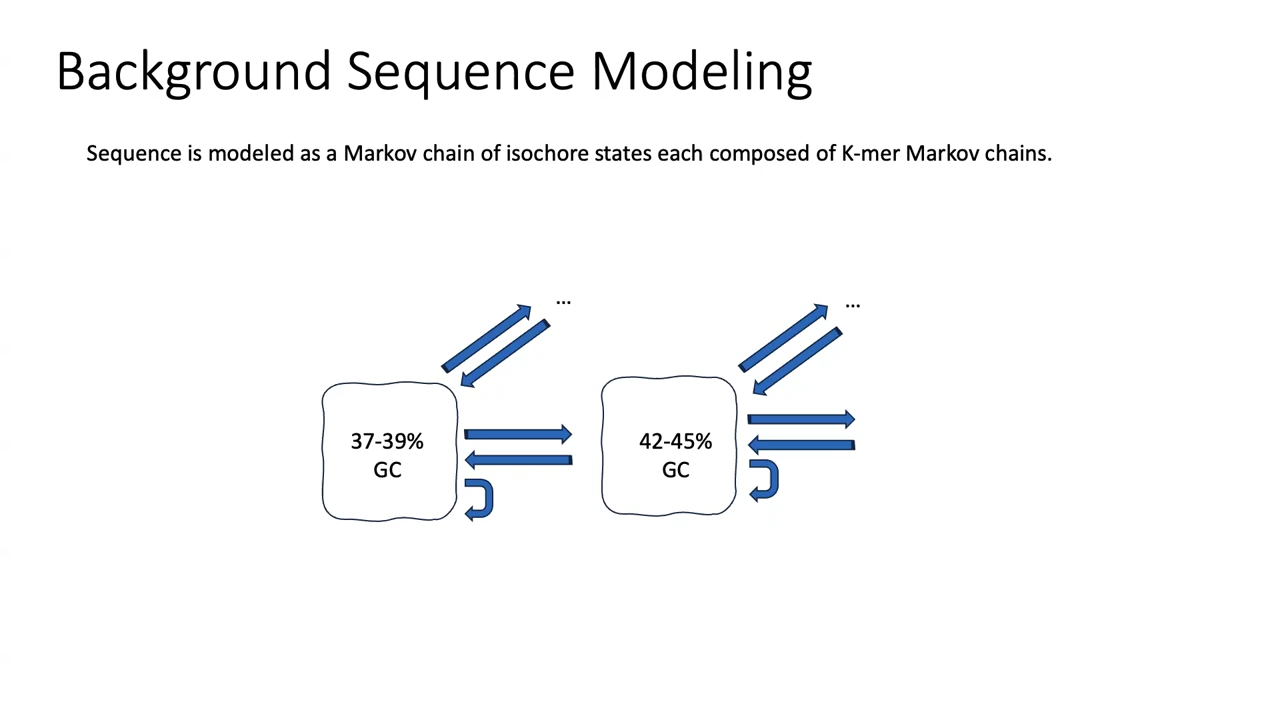 Background Sequence Modeling
Sequence is modeled as a Markov chain of isochore states each composed of K-mer Markov chains.
...
...
37-39%
GC
42-45%
GC